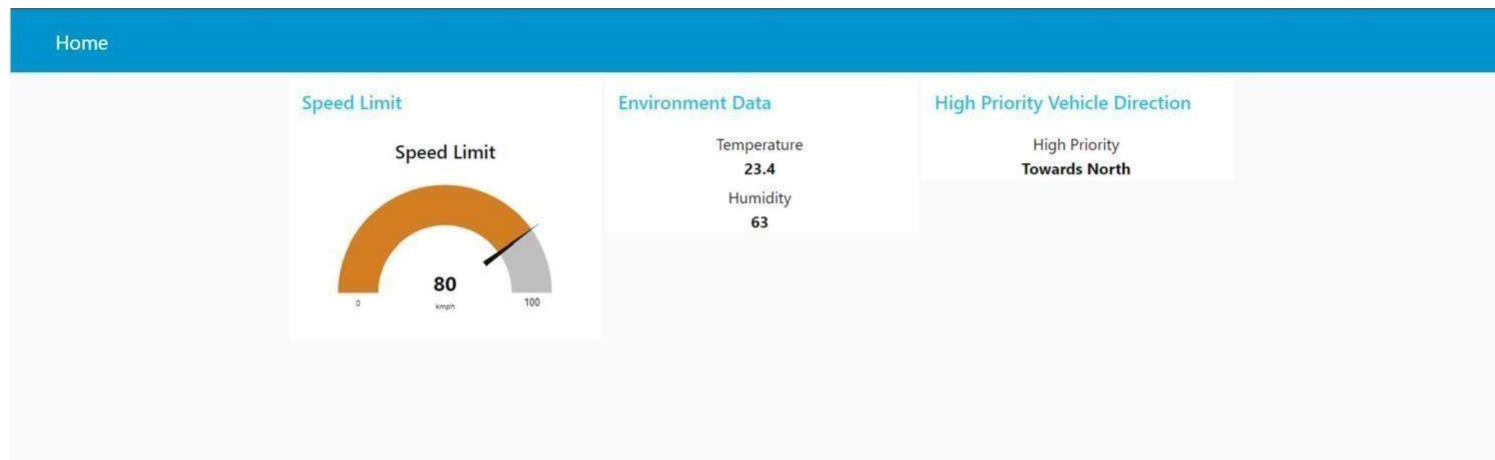 Home
Speed Limit
Speed Limit
80
kmph
0
100
Environment Data
Temperature
23.4
Humidity
63
High Priority Vehicle Direction
High Priority
Towards North